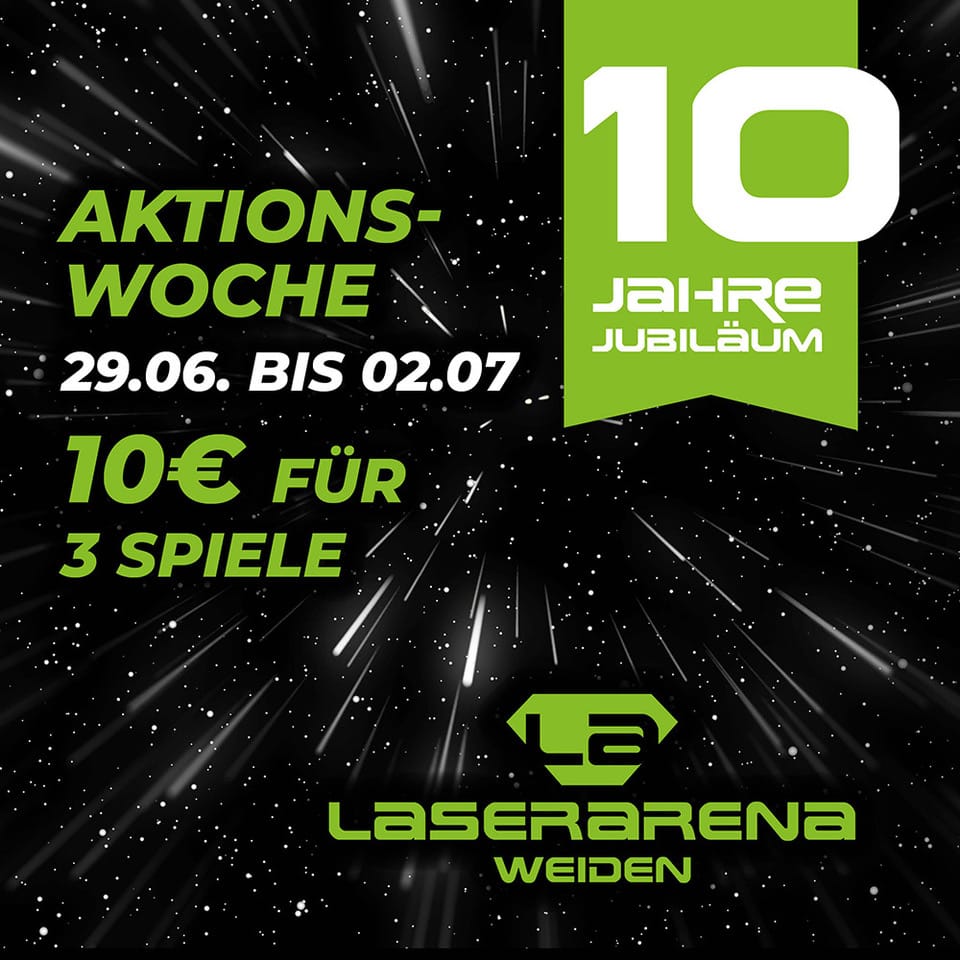 10
JAHRE
JUBILÄUM
AKTIONS-
WOCHE
29.06. BIS 02.07
10€ FÜR
3 SPIELE
LA
LASERARENA
WEIDEN